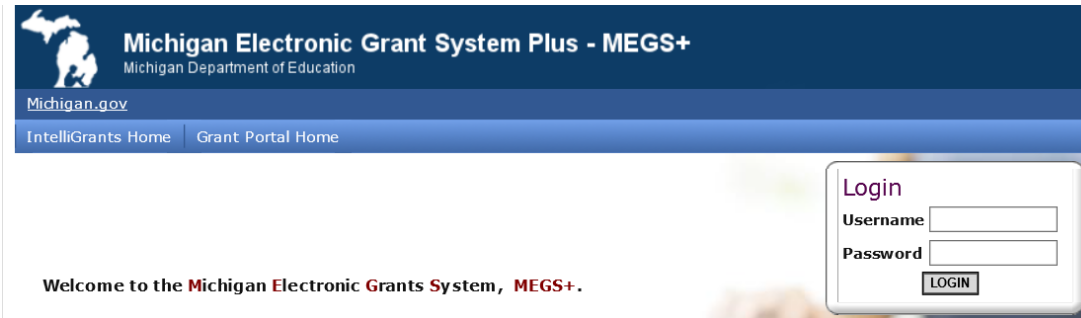 Michigan Electronic Grant System Plus - MEGS+
Michigan Department of Education
Michigan.gov
IntelliGrants Home Grant Portal Home
Login
Username
Password
LOGIN
Welcome to the Michigan Electronic Grants System, MEGS+.